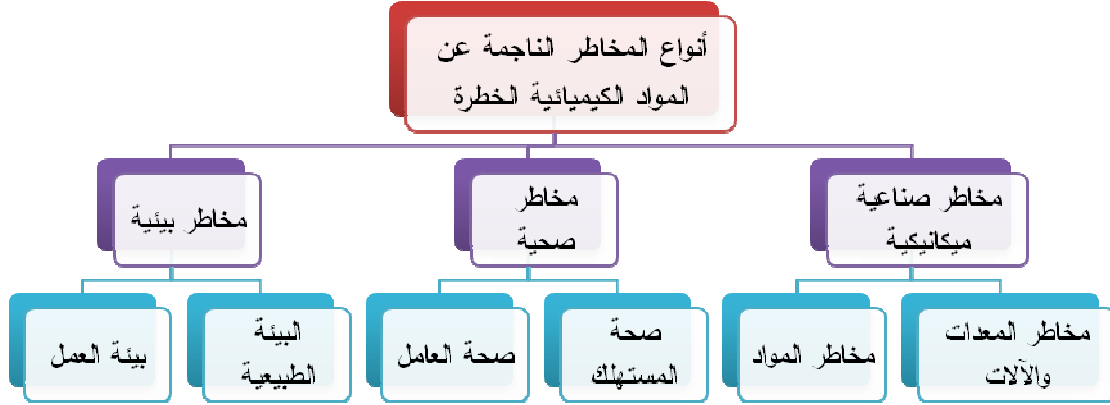 أنواع المخاطر الناجمة عن
المواد الكيميائية الخطرة
مخاطر صناعية
ميكانيكية
مخاطر
صحية
مخاطر بيئية
مخاطر المعدات
والآلات
مخاطر المواد
صحة
المستهلك
صحة العامل
البيئة
الطبيعية
بيئة العمل